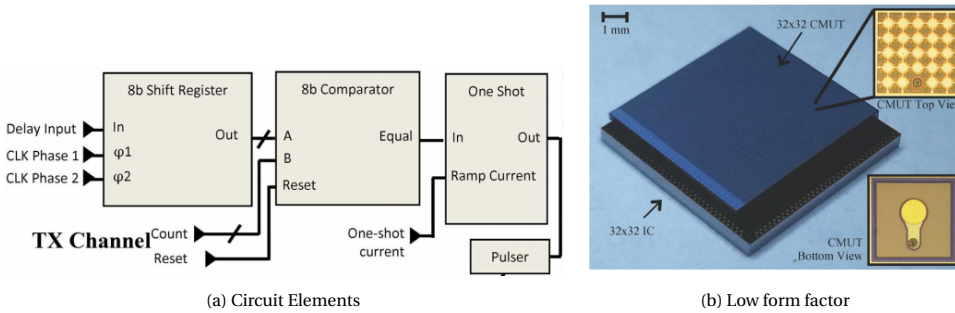 8b Shift Register
8b Comparator
One Shot
Delay Input
In
Out
A
Equal
In
Out
CLK Phase 1
φ1
B
CLK Phase 2
φ2
Reset
Ramp Current
TX Channel
Count
Reset
One-shot
current
Pulser
(a) Circuit Elements
1 mm
32x32 CMUT
CMUT Top View
32x32 IC
CMUT
Bottom View
(b) Low form factor